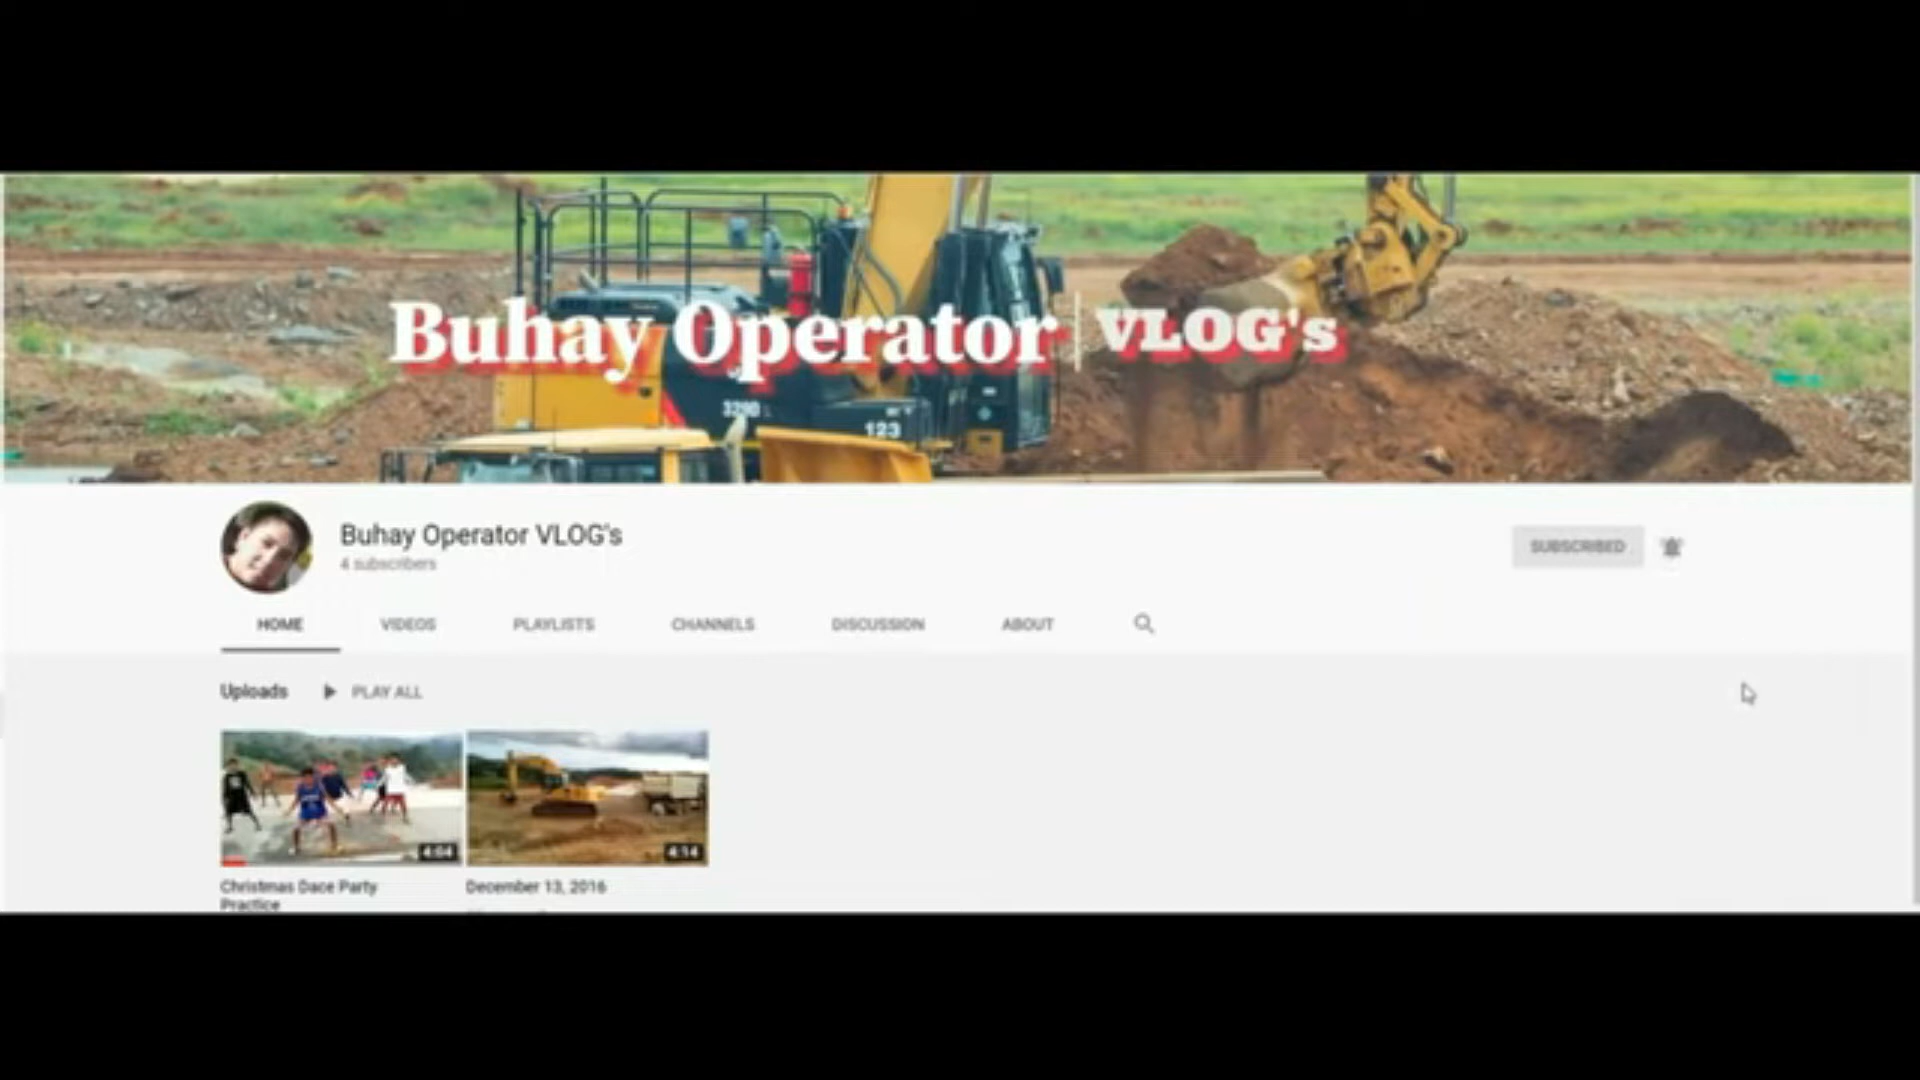 Buhay Operator | VLOG's
123
Buhay Operator VLOG's
4 subscribers
SUBSCRIBED
HOME VIDEOS PLAYLISTS CHANNELS DISCUSSION ABOUT
Uploads PLAY ALL
4:04
4:14
Christmas Dace Party
Practice
December 13, 2016